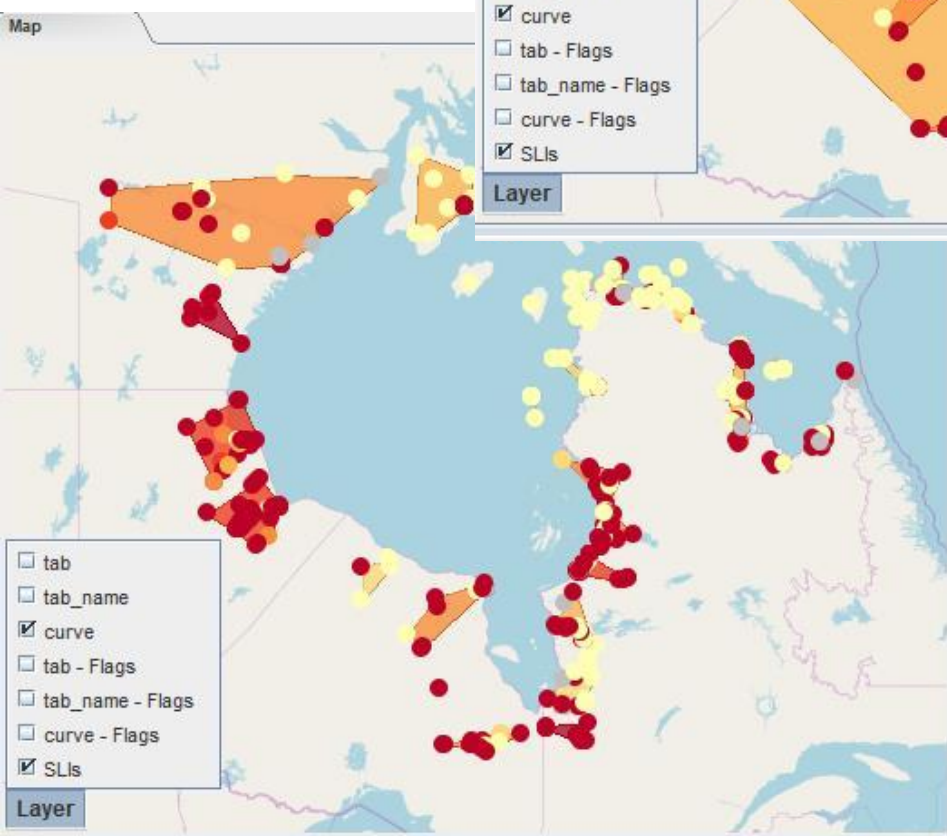 Map
curve
tab - Flags
tab_name - Flags
curve - Flags
SLIs
Layer
tab
tab_name
curve
tab - Flags
tab_name - Flags
curve - Flags
SLIs
Layer